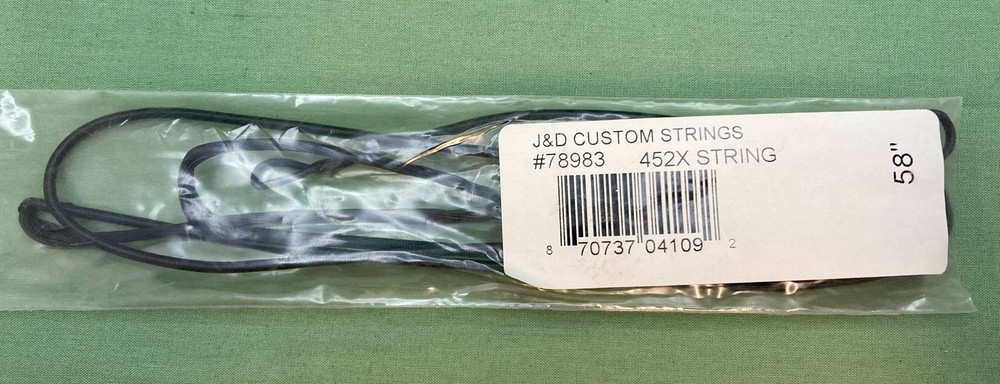 J&D CUSTOM STRINGS
#78983 452X STRING
58"
8 70737 04109 2